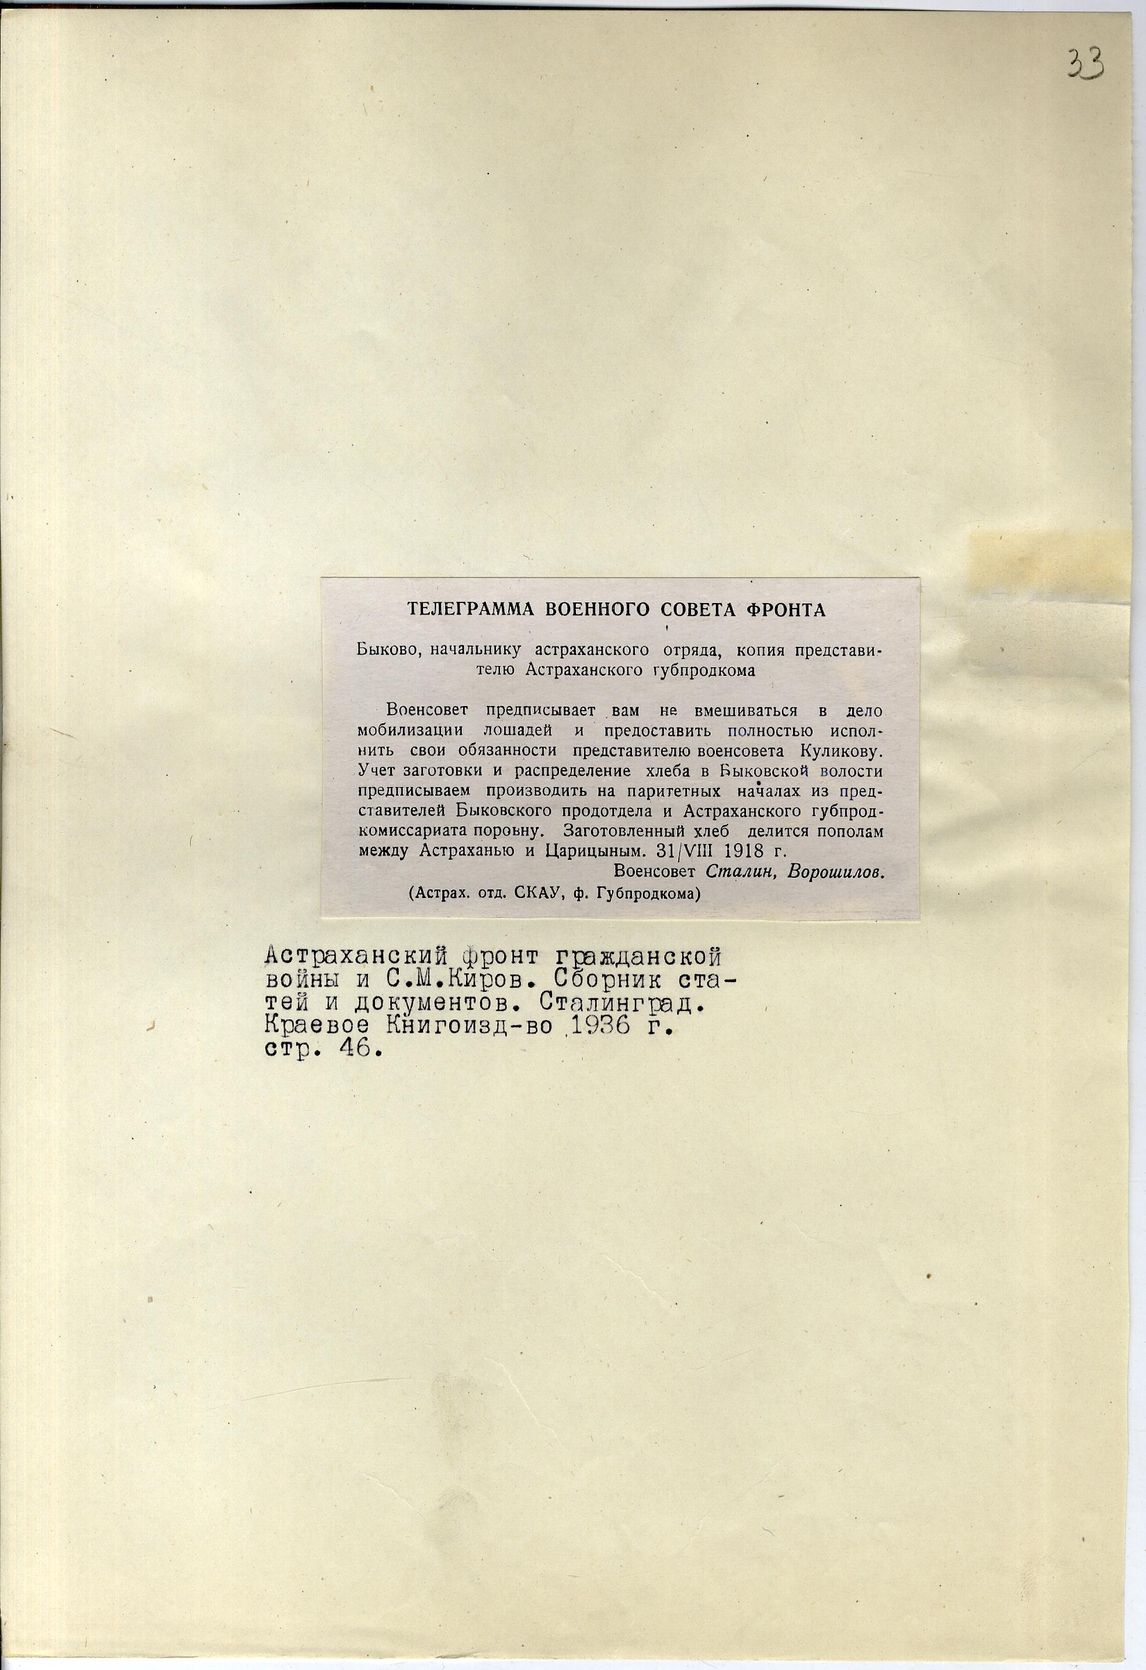 33
ТЕЛЕГРАММА ВОЕННОГО СОВЕТА ФРОНТА
Быково, начальнику астраханского отряда, копия представи-
телю Астраханского губпродкома
Военсовет предписывает вам не вмешиваться в дело
мобилизации лошадей и предоставить полностью испол-
нить свои обязанности представителю военсовета Куликову.
Учет заготовки и распределение хлеба в Быковской волости
предписываем производить на паритетных началах из пред-
ставителей Быковского продотдела и Астраханского губпрод-
комиссариата поровну. Заготовленный хлеб делится пополам
между Астраханью и Царицыным. 31/VIII 1918 г.
Военсовет Сталин, Ворошилов.
(Астрах. отд. СКАУ, ф. Губпродкома)
Астраханский фронт гражданской
войны и С.М.Киров. Сборник ста-
тей и документов. Сталинград.
Краевое Книгоизд-во 1936 г.
стр. 46.